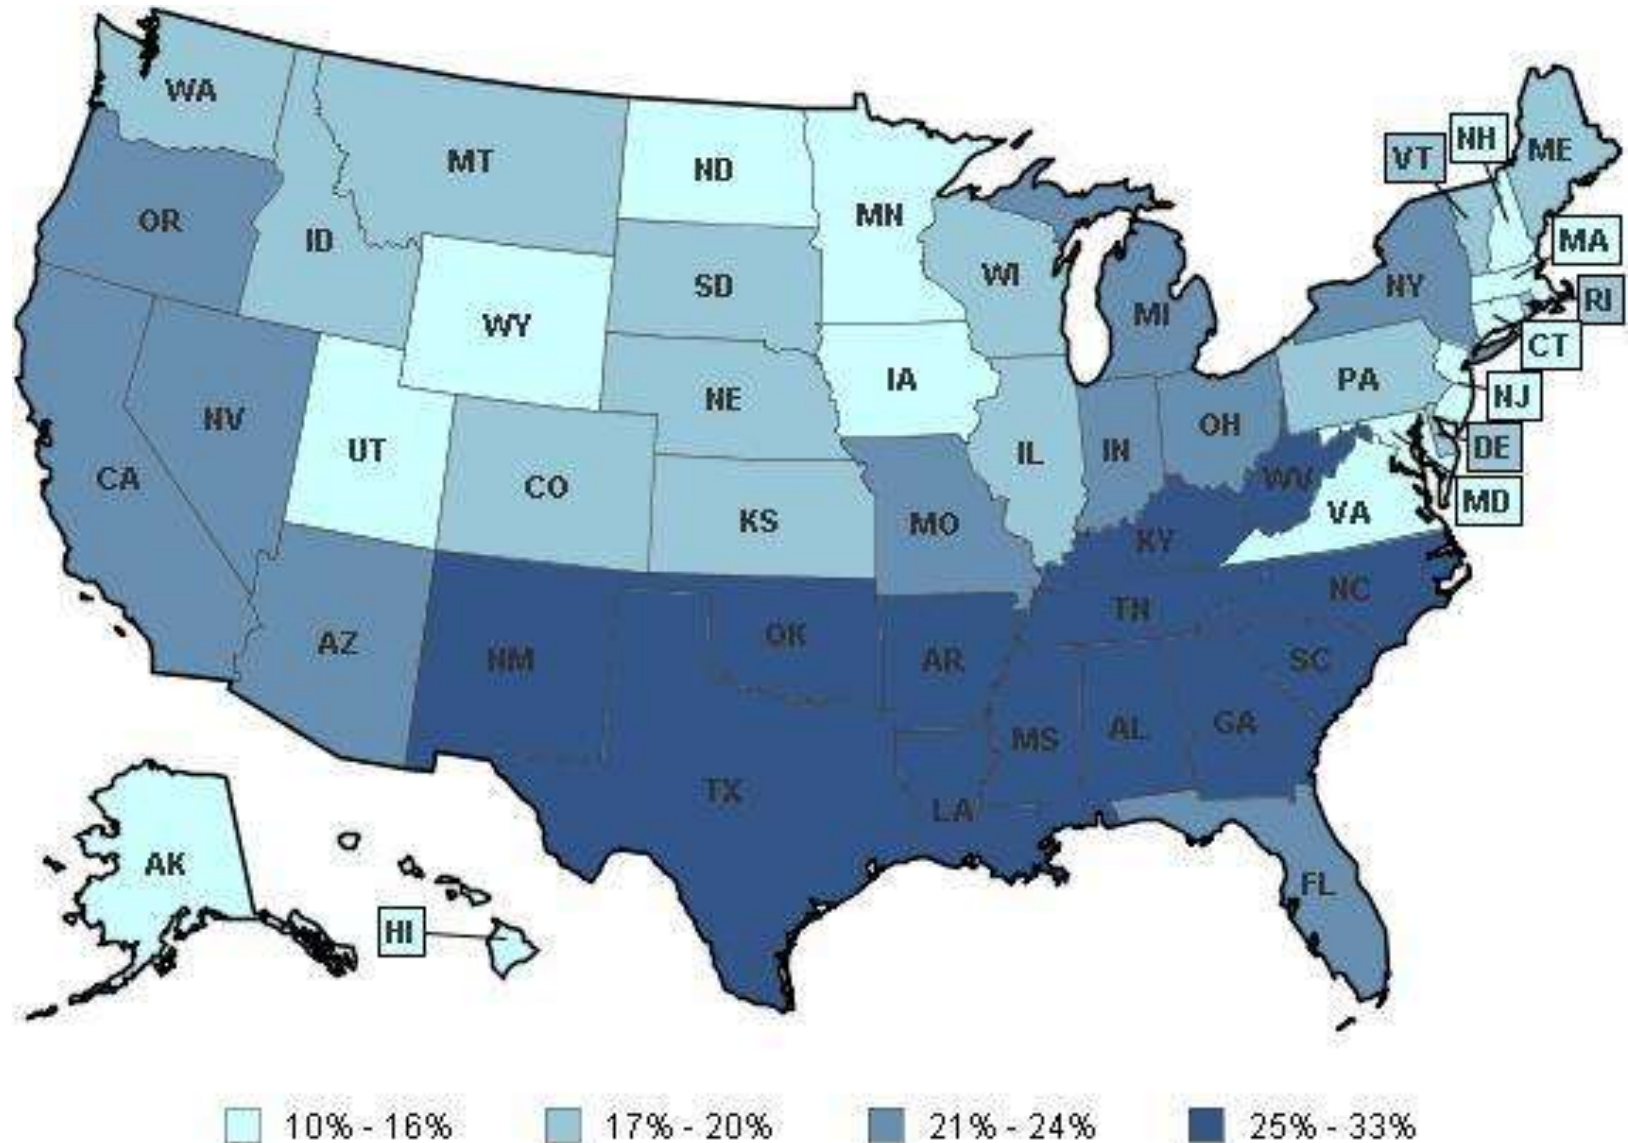 WA
MT
ND
MN
OR
ID
SD
WI
MI
NY
VT
NH
ME
MA
RI
CT
WY
IA
NE
PA
NJ
NV
UT
CO
IL
IN
OH
DE
CA
KS
MO
WV
VA
MD
KY
NC
AZ
NM
OK
AR
TN
SC
TX
LA
MS
AL
GA
FL
AK
HI
10% - 16% 17% - 20% 21% - 24% 25% - 33%